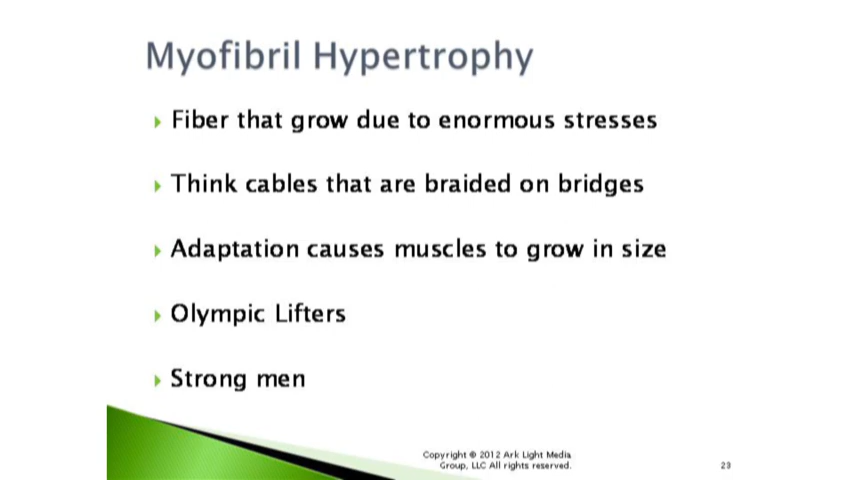 Myofibril Hypertrophy
Fiber that grow due to enormous stresses
Think cables that are braided on bridges
Adaptation causes muscles to grow in size
Olympic Lifters
Strong men
Copyright © 2012 Ark Light Media
Group, LLC All rights reserved.
23